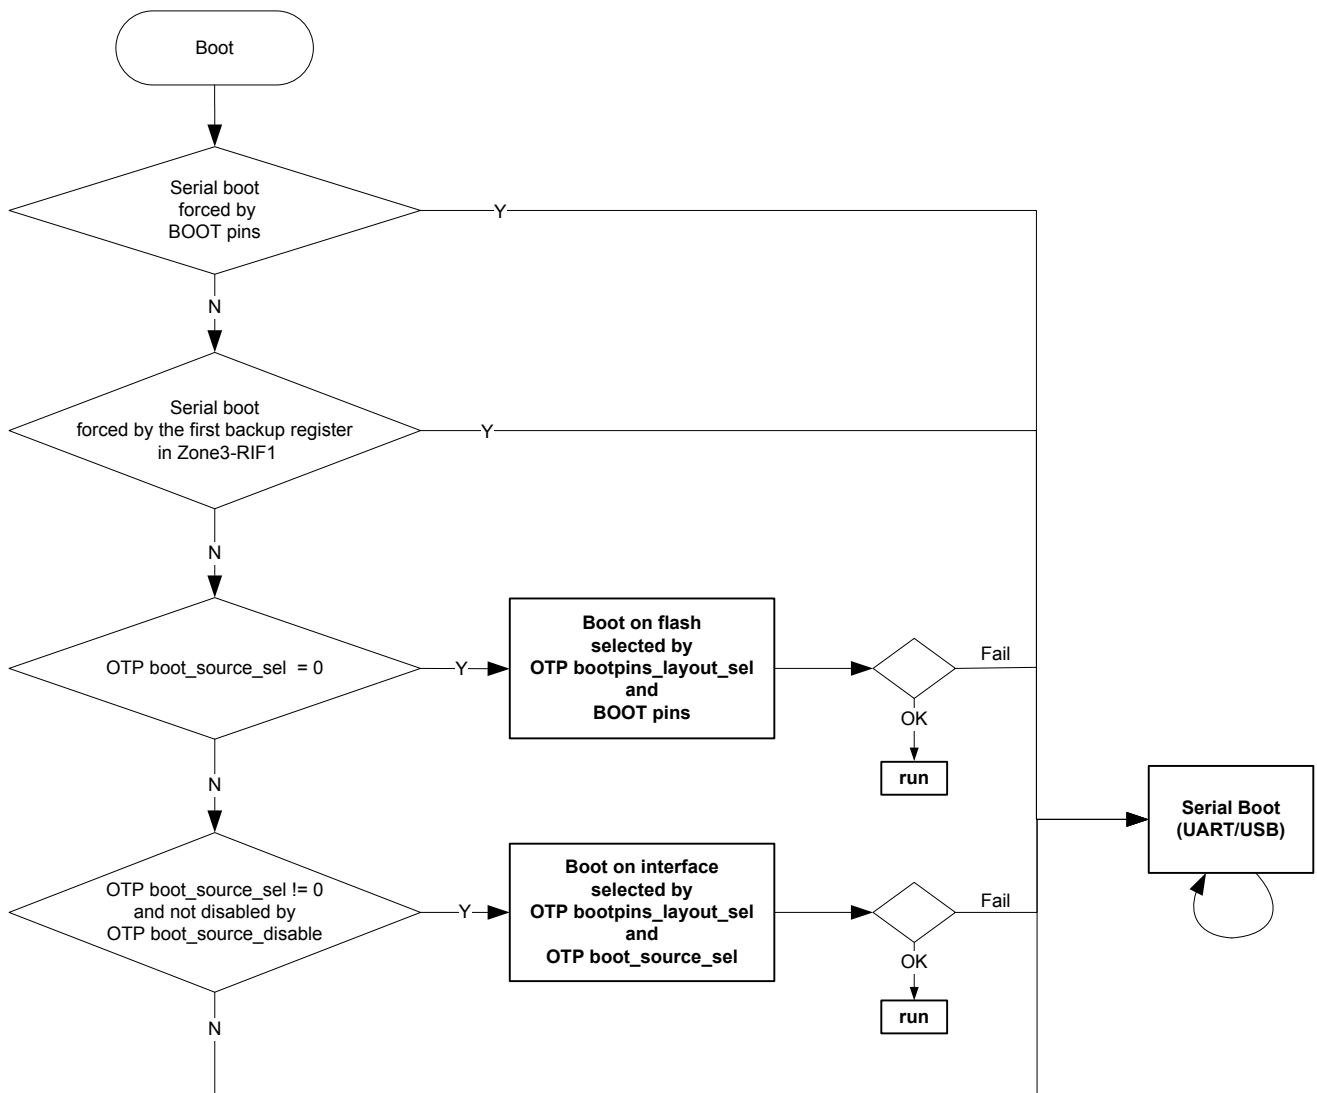 Boot
Serial boot
forced by
BOOT pins
Y
N
Serial boot
forced by the first backup register
in Zone3-RIF1
Y
N
OTP boot_source_sel = 0
Y
Boot on flash
selected by
OTP bootpins_layout_sel
and
BOOT pins
Fail
OK
run
N
OTP boot_source_sel != 0
and not disabled by
OTP boot_source_disable
Y
Boot on interface
selected by
OTP bootpins_layout_sel
and
OTP boot_source_sel
Fail
OK
run
N
Serial Boot
(UART/USB)